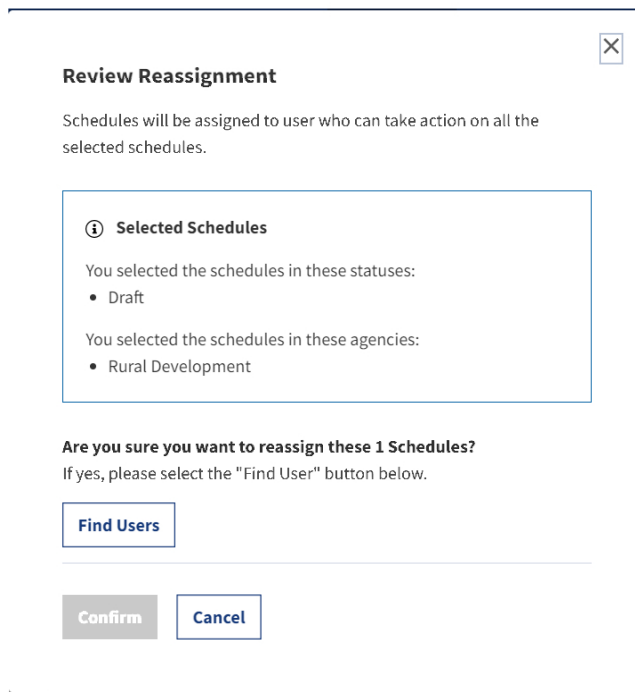 Review Reassignment
Schedules will be assigned to user who can take action on all the
selected schedules.
Selected Schedules
You selected the schedules in these statuses:
• Draft
You selected the schedules in these agencies:
• Rural Development
Are you sure you want to reassign these 1 Schedules?
If yes, please select the "Find User" button below.
Find Users
Confirm Cancel